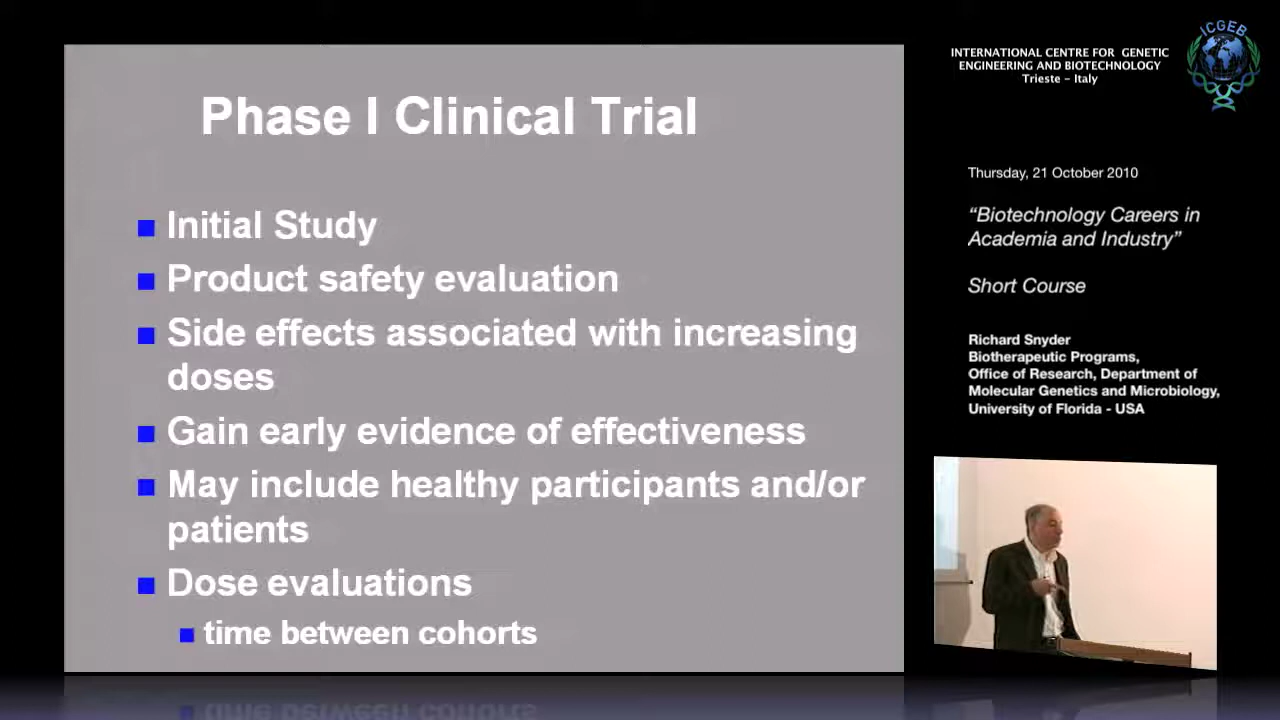 Phase I Clinical Trial
Initial Study
Product safety evaluation
Side effects associated with increasing
doses
Gain early evidence of effectiveness
May include healthy participants and/or
patients
Dose evaluations
time between cohorts
ICGEB
INTERNATIONAL CENTRE FOR GENETIC
ENGINEERING AND BIOTECHNOLOGY
Trieste - Italy
Thursday, 21 October 2010
“Biotechnology Careers in
Academia and Industry”
Short Course
Richard Snyder
Biotherapeutic Programs,
Office of Research, Department of
Molecular Genetics and Microbiology,
University of Florida - USA